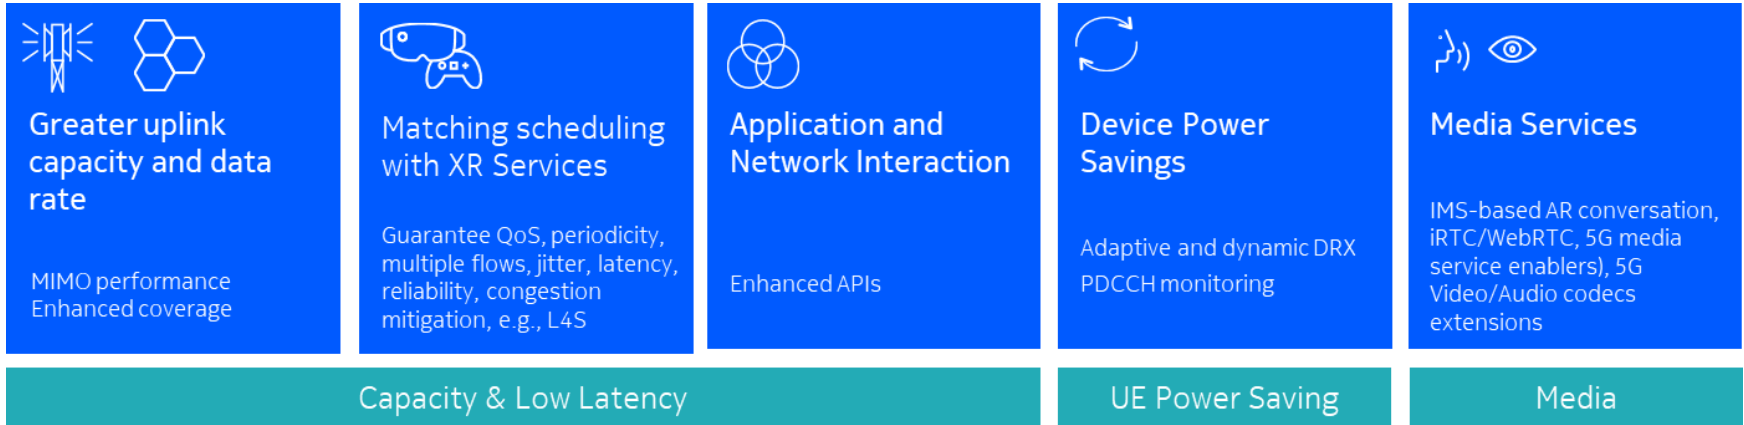 Greater uplink
capacity and data
rate
MIMO performance
Enhanced coverage
Matching scheduling
with XR Services
Guarantee QoS, periodicity,
multiple flows, jitter, latency,
reliability, congestion
mitigation, e.g., L4S
Application and
Network Interaction
Enhanced APIs
Device Power
Savings
Adaptive and dynamic DRX
PDCCH monitoring
Media Services
IMS-based AR conversation,
iRTC/WebRTC, 5G media
service enablers), 5G
Video/Audio codecs
extensions
Capacity & Low Latency
UE Power Saving
Media